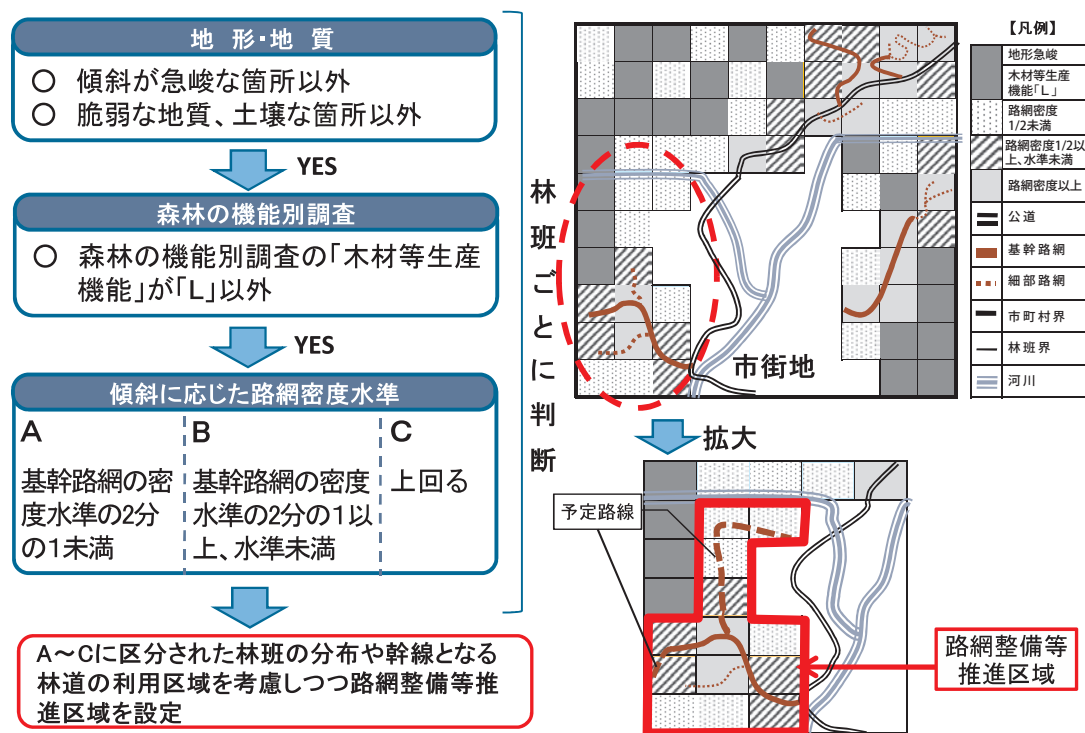 地 形・地 質
○ 傾斜が急峻な箇所以外
○ 脆弱な地質、土壌な箇所以外
YES
森林の機能別調査
○ 森林の機能別調査の「木材等生産
機能」が「L」以外
YES
傾斜に応じた路網密度水準
A
基幹路網の密
度水準の2分
の1未満
B
基幹路網の密度
水準の2分の1以
上、水準未満
C
上回る
A～Cに区分された林班の分布や幹線となる
林道の利用区域を考慮しつつ路網整備等推
進区域を設定
林班ごとに判断
市街地
【凡例】
地形急峻
木材等生産
機能「L」
路網密度
1/2未満
路網密度1/2以
上、水準未満
路網密度以上
公道
基幹路網
細部路網
市町村界
林班界
河川
拡大
予定路線
路網整備等
推進区域